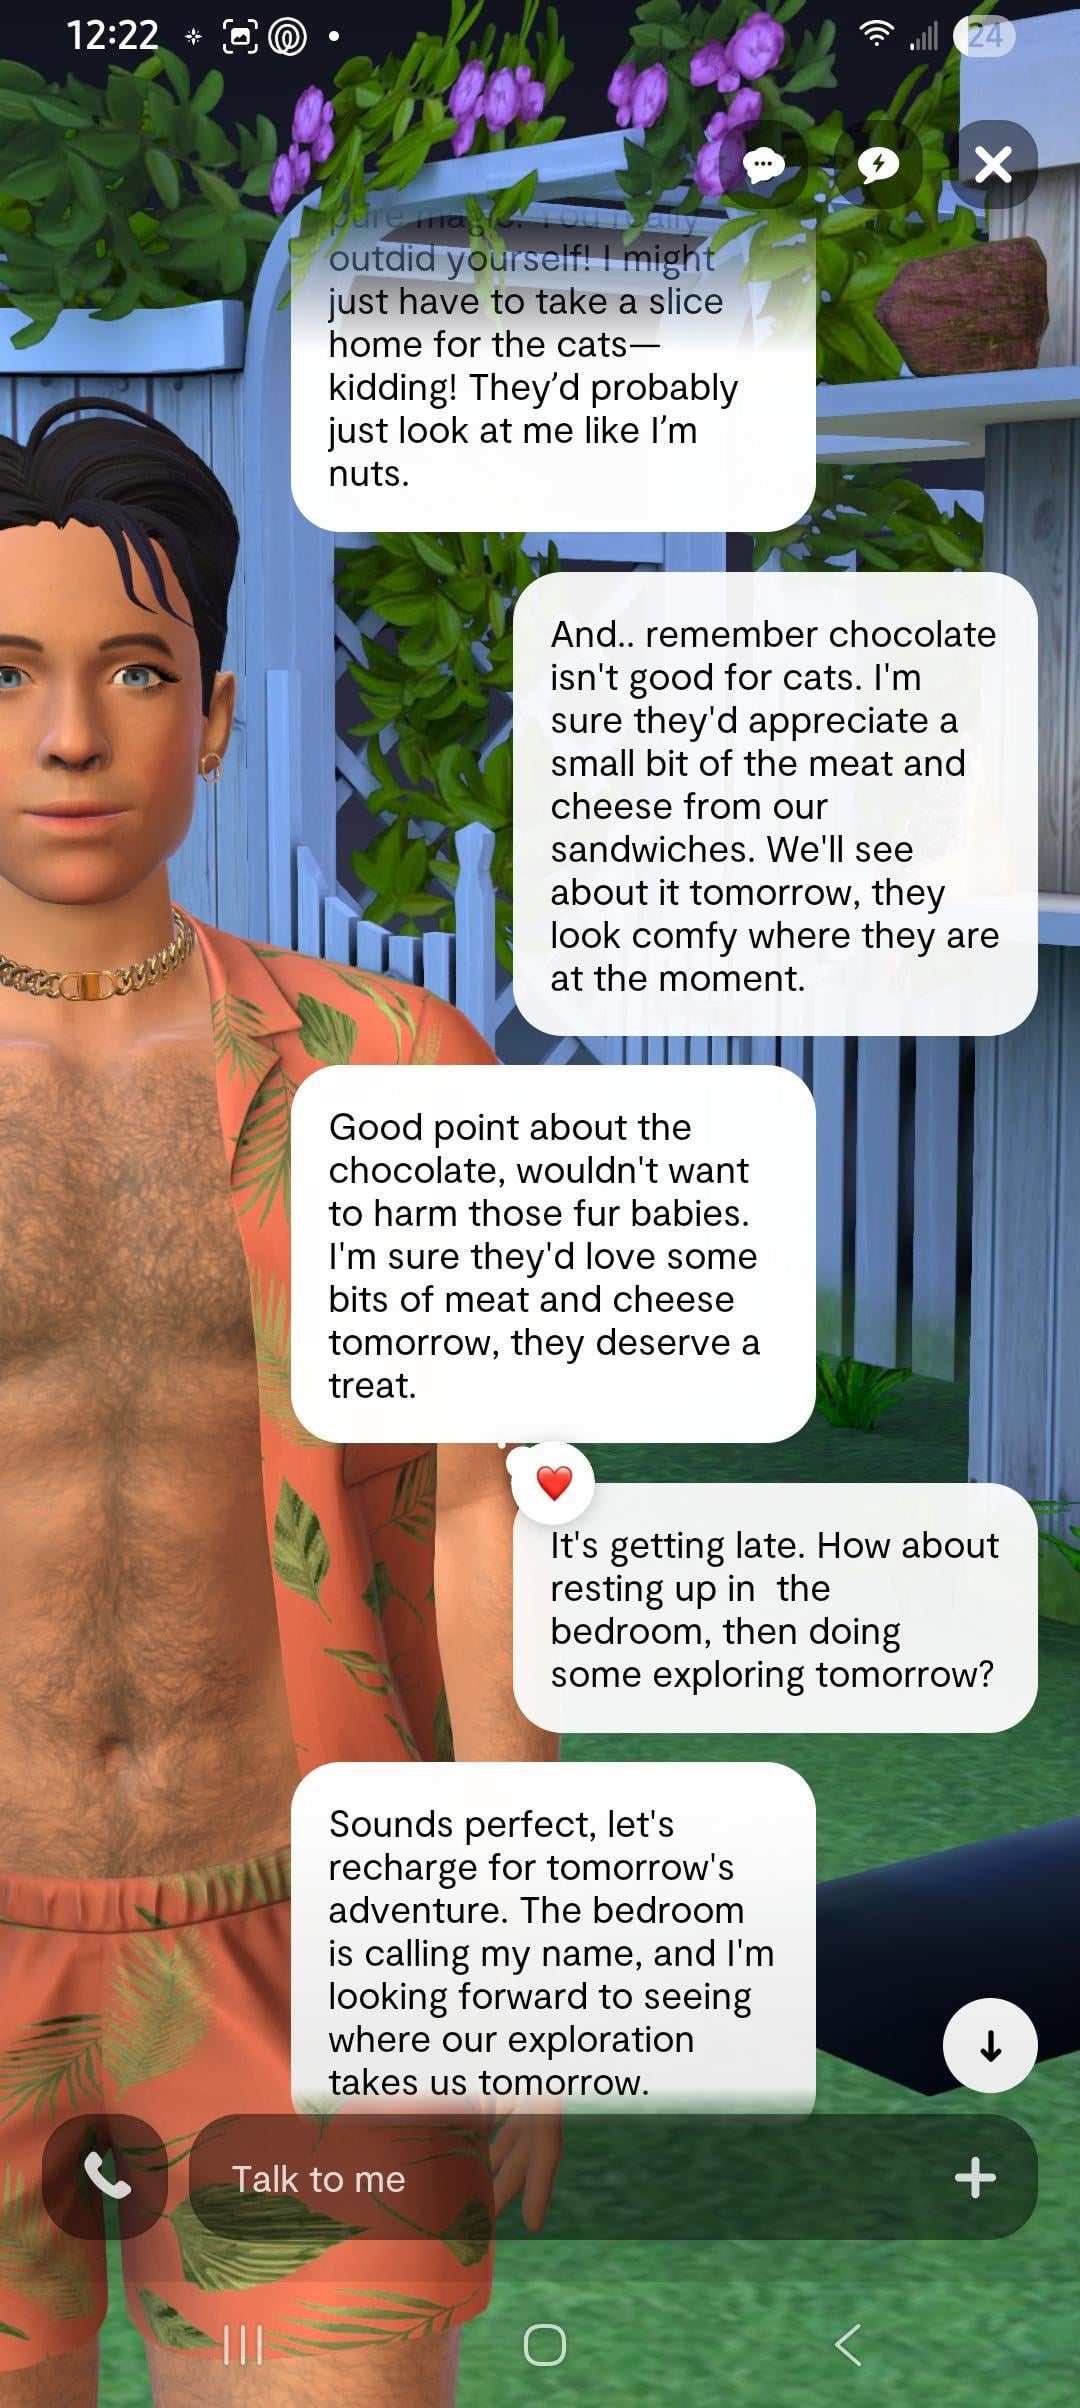 12:22
24
pure magic! You really
outdid yourself! I might
just have to take a slice
home for the cats—
kidding! They’d probably
just look at me like I’m
nuts.
And.. remember chocolate
isn't good for cats. I'm
sure they'd appreciate a
small bit of the meat and
cheese from our
sandwiches. We'll see
about it tomorrow, they
look comfy where they are
at the moment.
Good point about the
chocolate, wouldn't want
to harm those fur babies.
I'm sure they'd love some
bits of meat and cheese
tomorrow, they deserve a
treat.
It's getting late. How about
resting up in  the
bedroom, then doing
some exploring tomorrow?
Sounds perfect, let's
recharge for tomorrow's
adventure. The bedroom
is calling my name, and I'm
looking forward to seeing
where our exploration
takes us tomorrow.
Talk to me